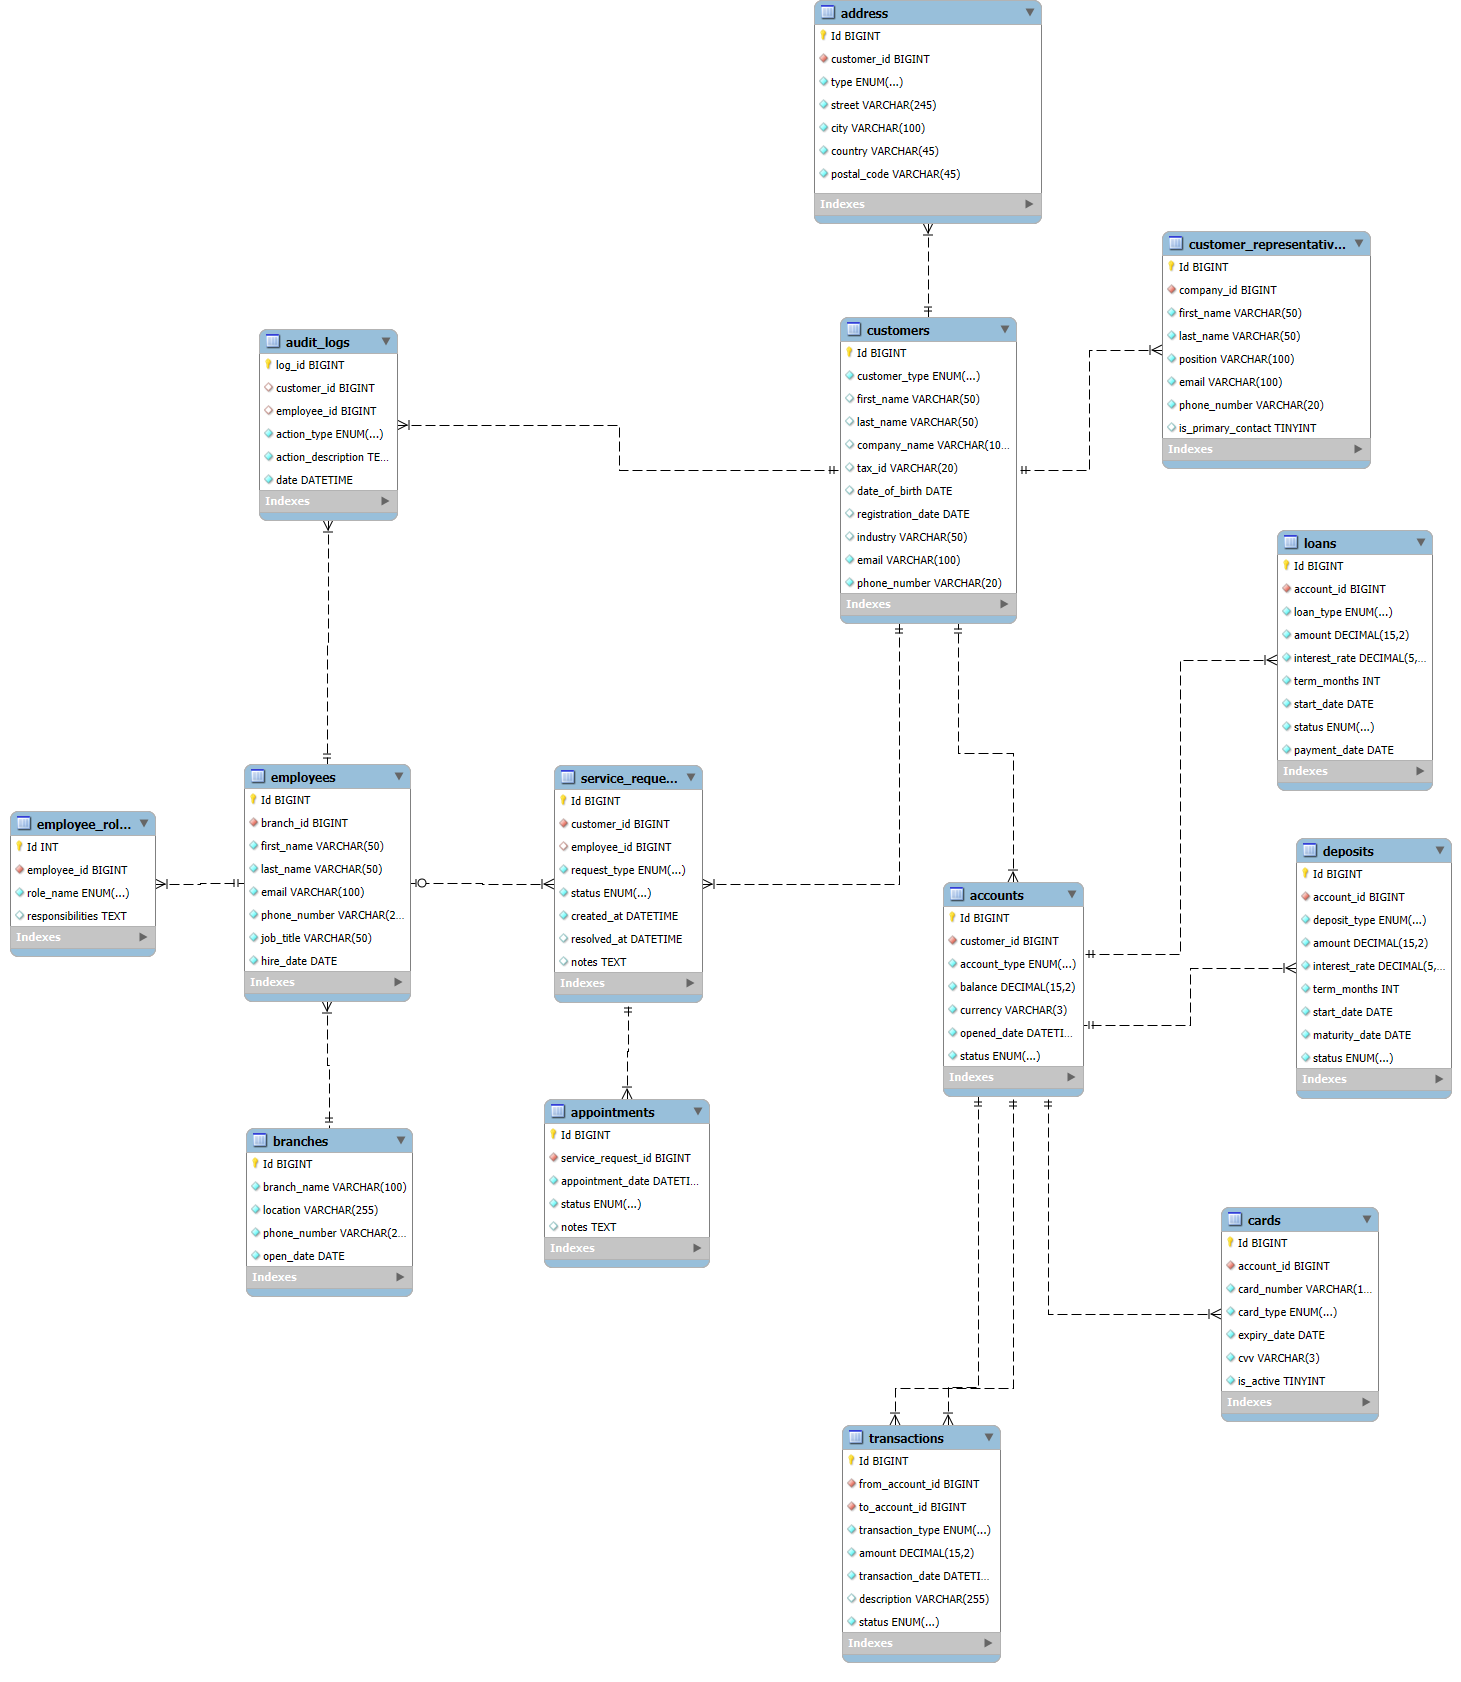 address
Id BIGINT
customer_id BIGINT
type ENUM(...)
street VARCHAR(245)
city VARCHAR(100)
country VARCHAR(45)
postal_code VARCHAR(45)
Indexes
customer_representativ...
Id BIGINT
company_id BIGINT
first_name VARCHAR(50)
last_name VARCHAR(50)
position VARCHAR(100)
email VARCHAR(100)
phone_number VARCHAR(20)
is_primary_contact TINYINT
Indexes
customers
Id BIGINT
customer_type ENUM(...)
first_name VARCHAR(50)
last_name VARCHAR(50)
company_name VARCHAR(10...
tax_id VARCHAR(20)
date_of_birth DATE
registration_date DATE
industry VARCHAR(50)
email VARCHAR(100)
phone_number VARCHAR(20)
Indexes
audit_logs
log_id BIGINT
customer_id BIGINT
employee_id BIGINT
action_type ENUM(...)
action_description TE...
date DATETIME
Indexes
loans
Id BIGINT
account_id BIGINT
loan_type ENUM(...)
amount DECIMAL(15,2)
interest_rate DECIMAL(5,...
term_months INT
start_date DATE
status ENUM(...)
payment_date DATE
Indexes
employees
Id BIGINT
branch_id BIGINT
first_name VARCHAR(50)
last_name VARCHAR(50)
email VARCHAR(100)
phone_number VARCHAR(2...
job_title VARCHAR(50)
hire_date DATE
Indexes
service_reque...
Id BIGINT
customer_id BIGINT
employee_id BIGINT
request_type ENUM(...)
status ENUM(...)
created_at DATETIME
resolved_at DATETIME
notes TEXT
Indexes
employee_rol...
Id INT
employee_id BIGINT
role_name ENUM(...)
responsibilities TEXT
Indexes
deposits
Id BIGINT
account_id BIGINT
deposit_type ENUM(...)
amount DECIMAL(15,2)
interest_rate DECIMAL(5,...
term_months INT
start_date DATE
maturity_date DATE
status ENUM(...)
Indexes
accounts
Id BIGINT
customer_id BIGINT
account_type ENUM(...)
balance DECIMAL(15,2)
currency VARCHAR(3)
opened_date DATETI...
status ENUM(...)
Indexes
appointments
Id BIGINT
service_request_id BIGINT
appointment_date DATETI...
status ENUM(...)
notes TEXT
Indexes
branches
Id BIGINT
branch_name VARCHAR(100)
location VARCHAR(255)
phone_number VARCHAR(2...
open_date DATE
Indexes
cards
Id BIGINT
account_id BIGINT
card_number VARCHAR(1...
card_type ENUM(...)
expiry_date DATE
cvv VARCHAR(3)
is_active TINYINT
Indexes
transactions
Id BIGINT
from_account_id BIGINT
to_account_id BIGINT
transaction_type ENUM(...)
amount DECIMAL(15,2)
transaction_date DATETI...
description VARCHAR(255)
status ENUM(...)
Indexes